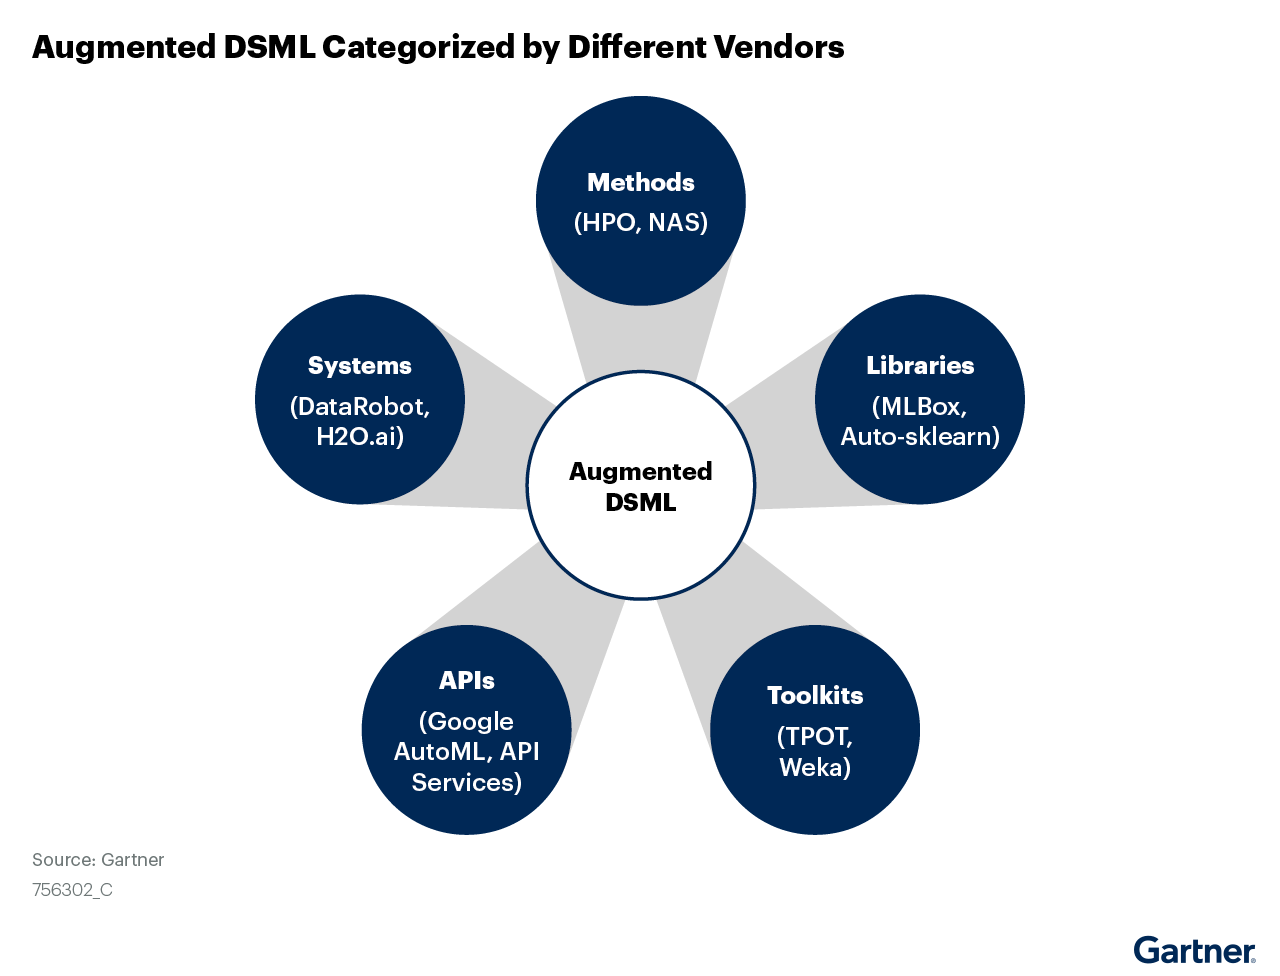 Augmented DSML Categorized by Different Vendors
Methods
(HPO, NAS)
Systems
(DataRobot,
H2O.ai)
Libraries
(MLBox,
Auto-sklearn)
Augmented
DSML
APIs
(Google
AutoML, API
Services)
Toolkits
(TPOT,
Weka)
Source: Gartner
756302_C
Gartner®